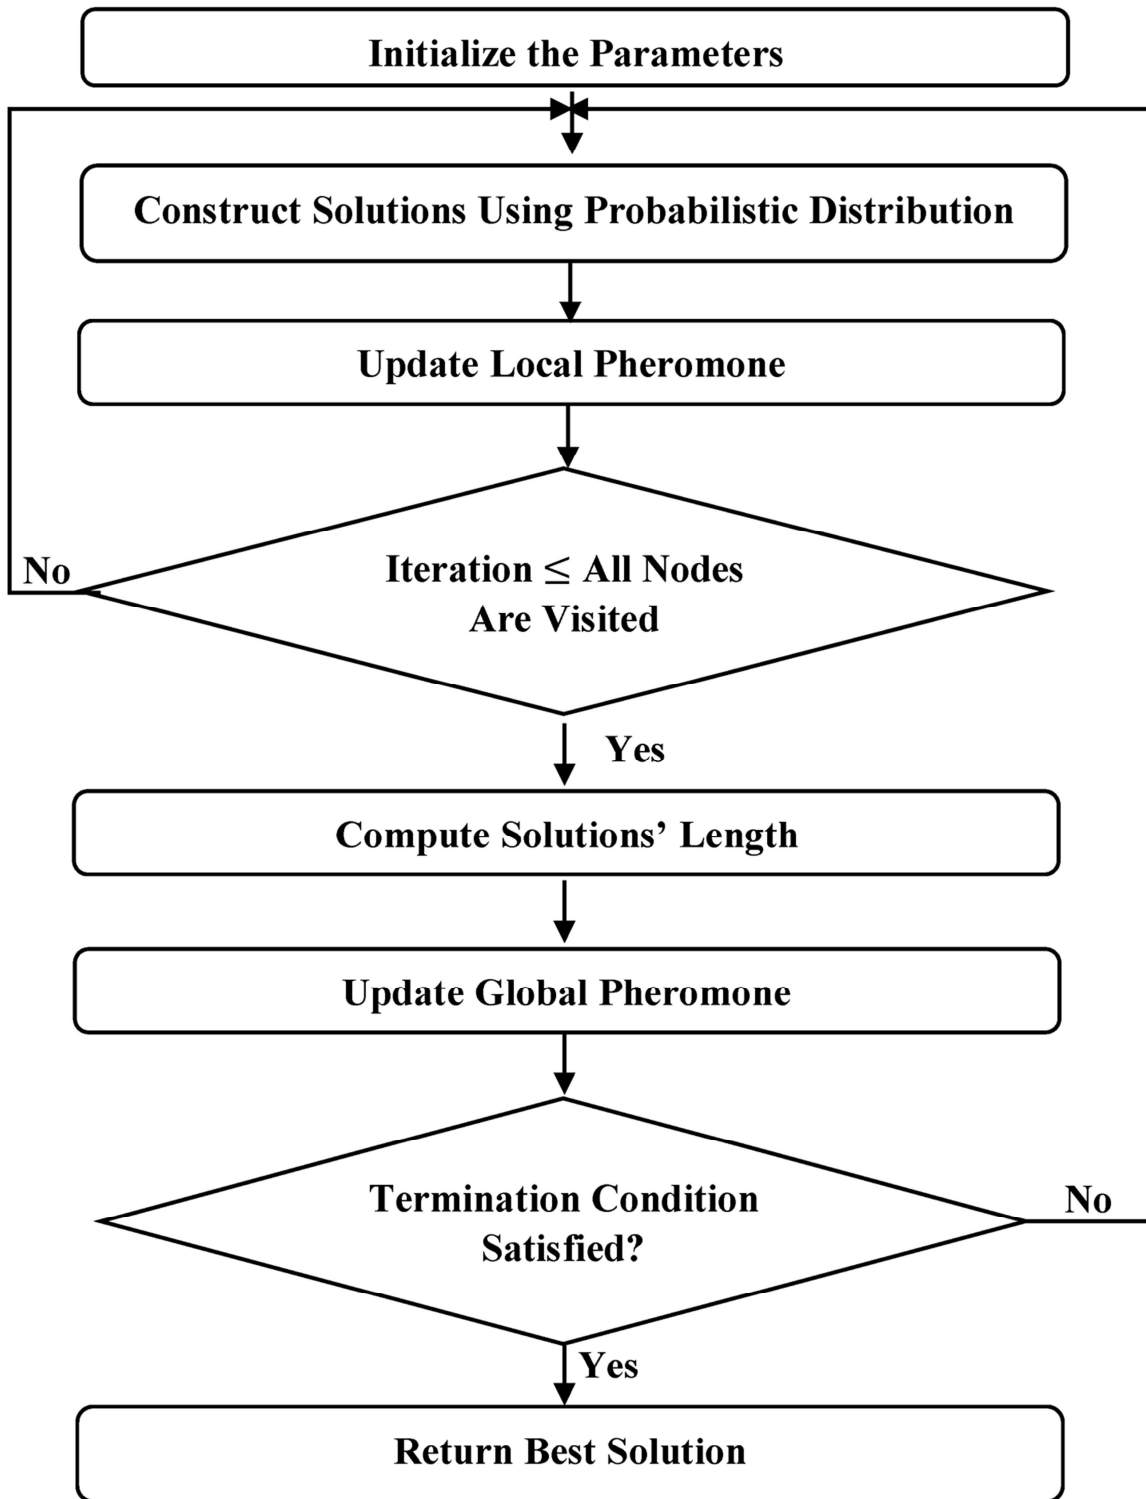 Initialize the Parameters
Construct Solutions Using Probabilistic Distribution
Update Local Pheromone
No
Iteration ≤ All Nodes
Are Visited
Yes
Compute Solutions’ Length
Update Global Pheromone
Termination Condition
Satisfied?
No
Yes
Return Best Solution